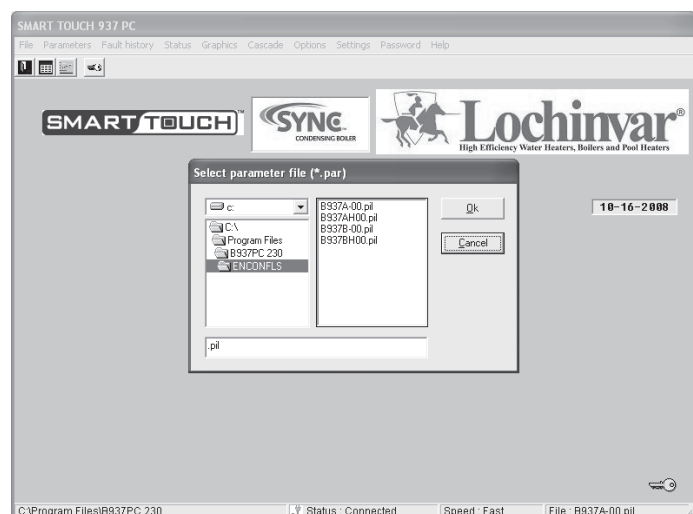 SMART TOUCH 937 PC
File Parameters Fault history Status Graphics Cascade Options Settings Password Help
SMART TOUCH™
SYNC™
CONDENSING BOILER
Lochinvar®
High Efficiency Water Heaters, Boilers and Pool Heaters
Select parameter file (*.par)
c:
C:\
Program Files
B937PC 230
ENCONFLS
B937A-00.pil
B937AH00.pil
B937B-00.pil
B937BH00.pil
Ok
Cancel
10-16-2008
.pil
C:\Program Files\B937PC 230 Status : Connected Speed : Fast File : B937A-00.pil